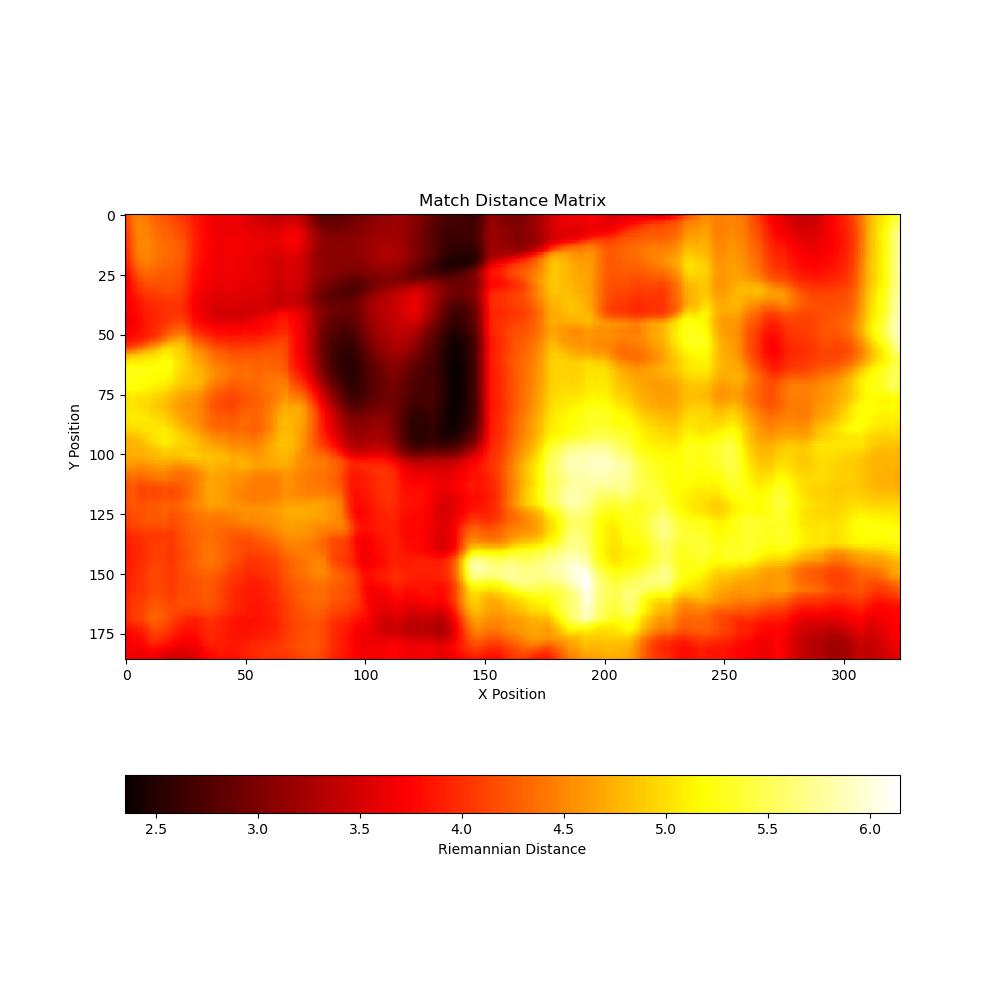 Match Distance Matrix
0
25
50
75
100
125
150
175
Y Position
0 50 100 150 200 250 300
X Position
2.5 3.0 3.5 4.0 4.5 5.0 5.5 6.0
Riemannian Distance